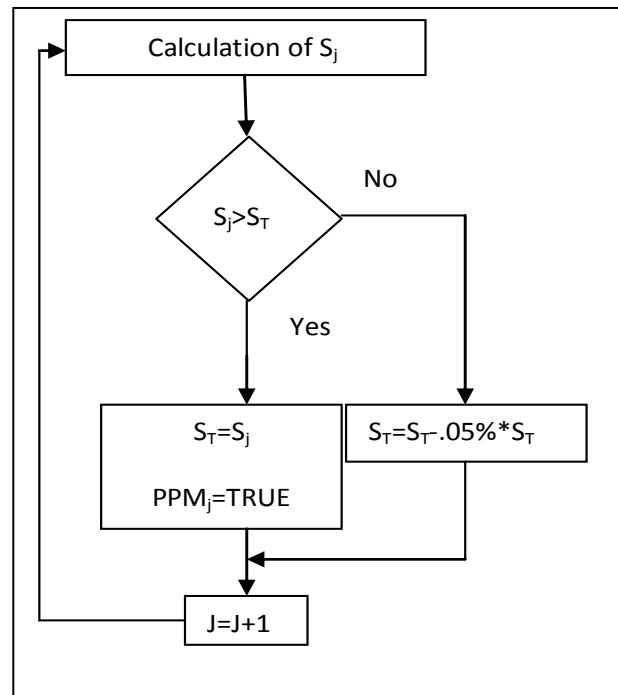 Calculation of Sj
No
Sj>ST
Yes
ST=Sj
ST=ST-.05%*ST
PPMj=TRUE
J=J+1